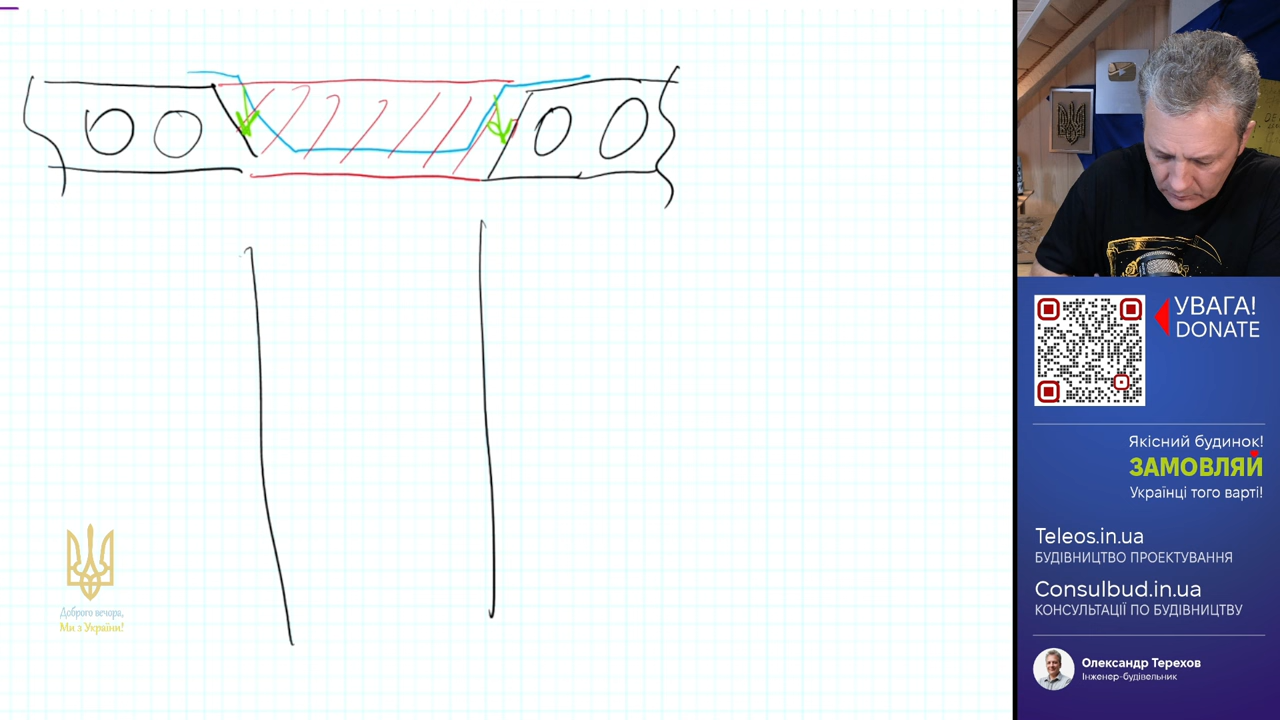 Доброго вечора,
Ми з України!
УВАГА!
DONATE
Якісний будинок!
ЗАМОВЛЯЙ
Українці того варті!
Teleos.in.ua
БУДІВНИЦТВО ПРОЕКТУВАННЯ
Consulbud.in.ua
КОНСУЛЬТАЦІЇ ПО БУДІВНИЦТВУ
Олександр Терехов
Інженер-будівельник